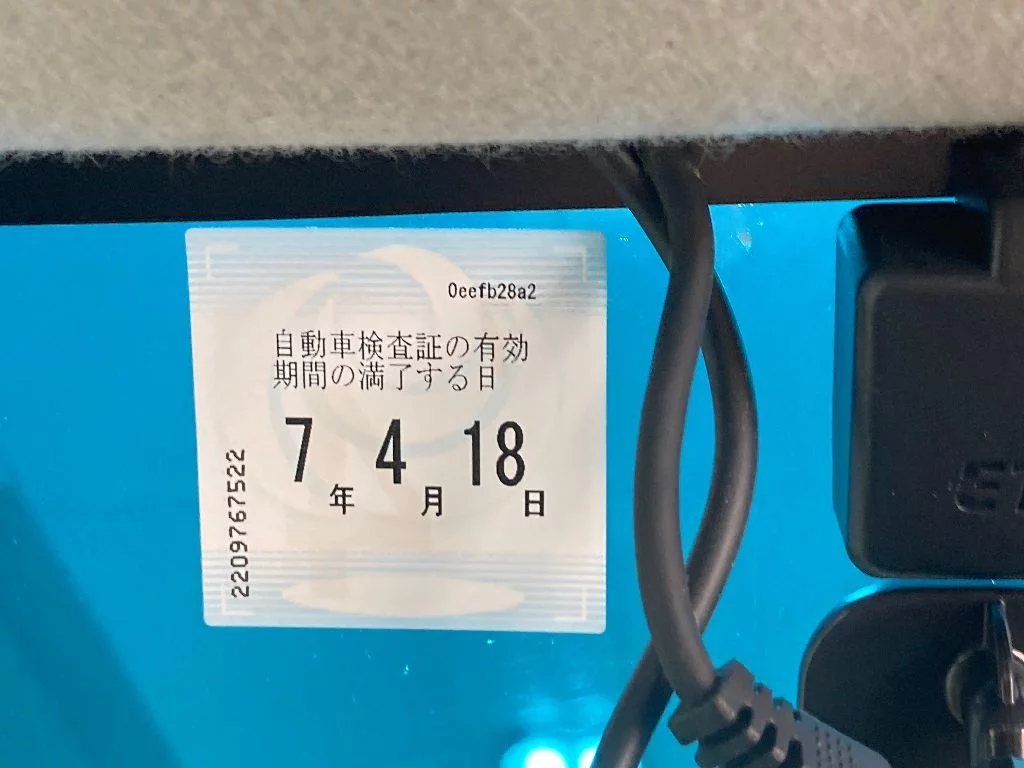 0eefb28a2
自動車検査証の有効
期間の満了する日
7年 4月 18日
2209767522